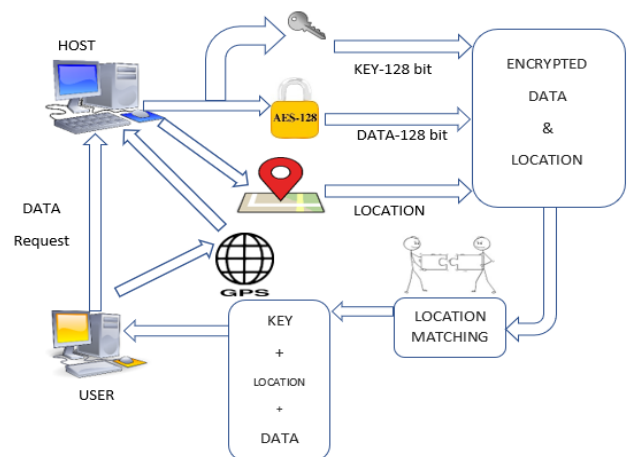 HOST
KEY-128 bit
ENCRYPTED
DATA
&
LOCATION
AES-128
DATA-128 bit
LOCATION
DATA
Request
GPS
LOCATION
MATCHING
KEY
+
LOCATION
+
DATA
USER